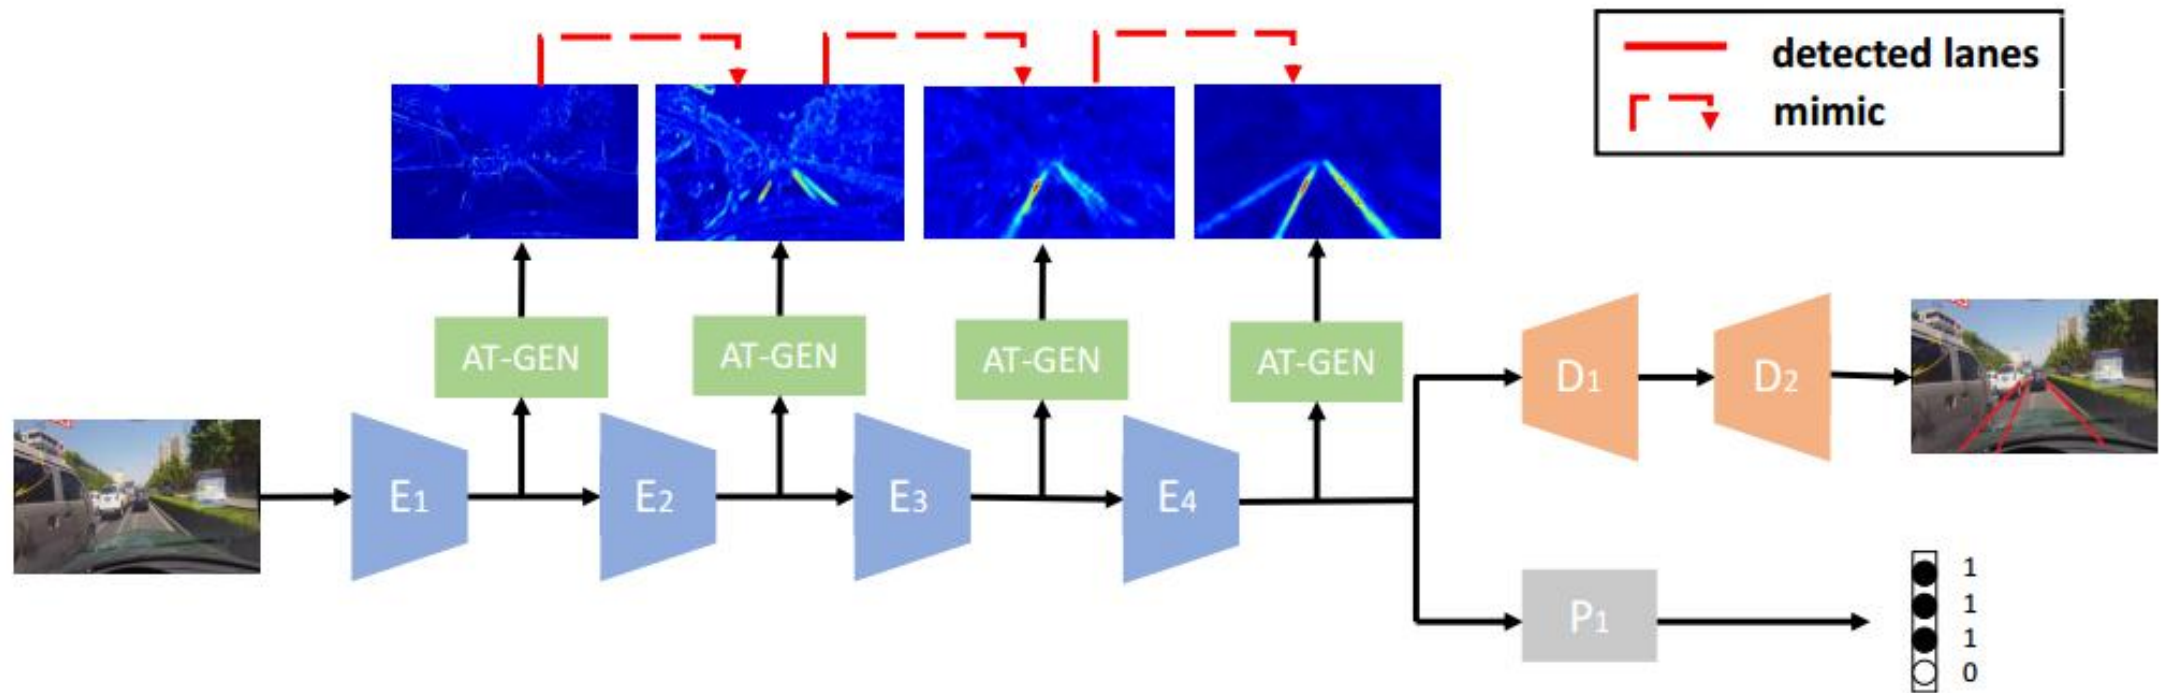 detected lanes
mimic
AT-GEN
AT-GEN
AT-GEN
AT-GEN
D1
D2
E1
E2
E3
E4
P1
1
1
1
0